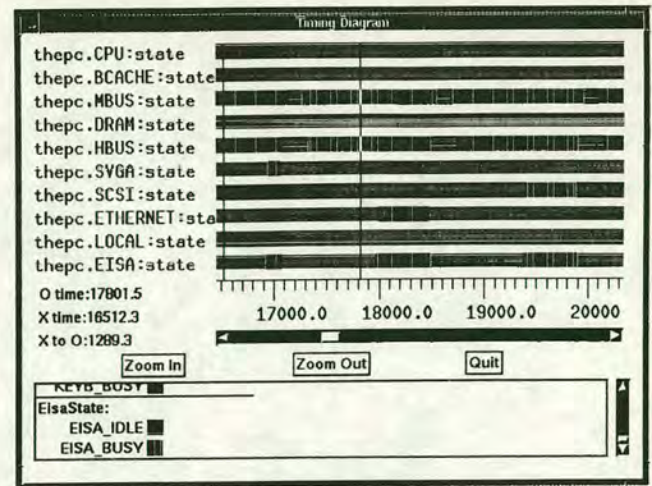 Timing Diagram
thepc.CPU:state
thepc.BCACHE:state
thepc.MBUS:state
thepc.DRAM:state
thepc.HBUS:state
thepc.SVGA:state
thepc.SCSI:state
thepc.ETHERNET:sta
thepc.LOCAL:state
thepc.EISA:state
O time:17801.5
X time:16512.3
X to O:1289.3
17000.0 18000.0 19000.0 20000
Zoom In Zoom Out Quit
KEYB_BUSY
EisaState:
EISA_IDLE
EISA_BUSY